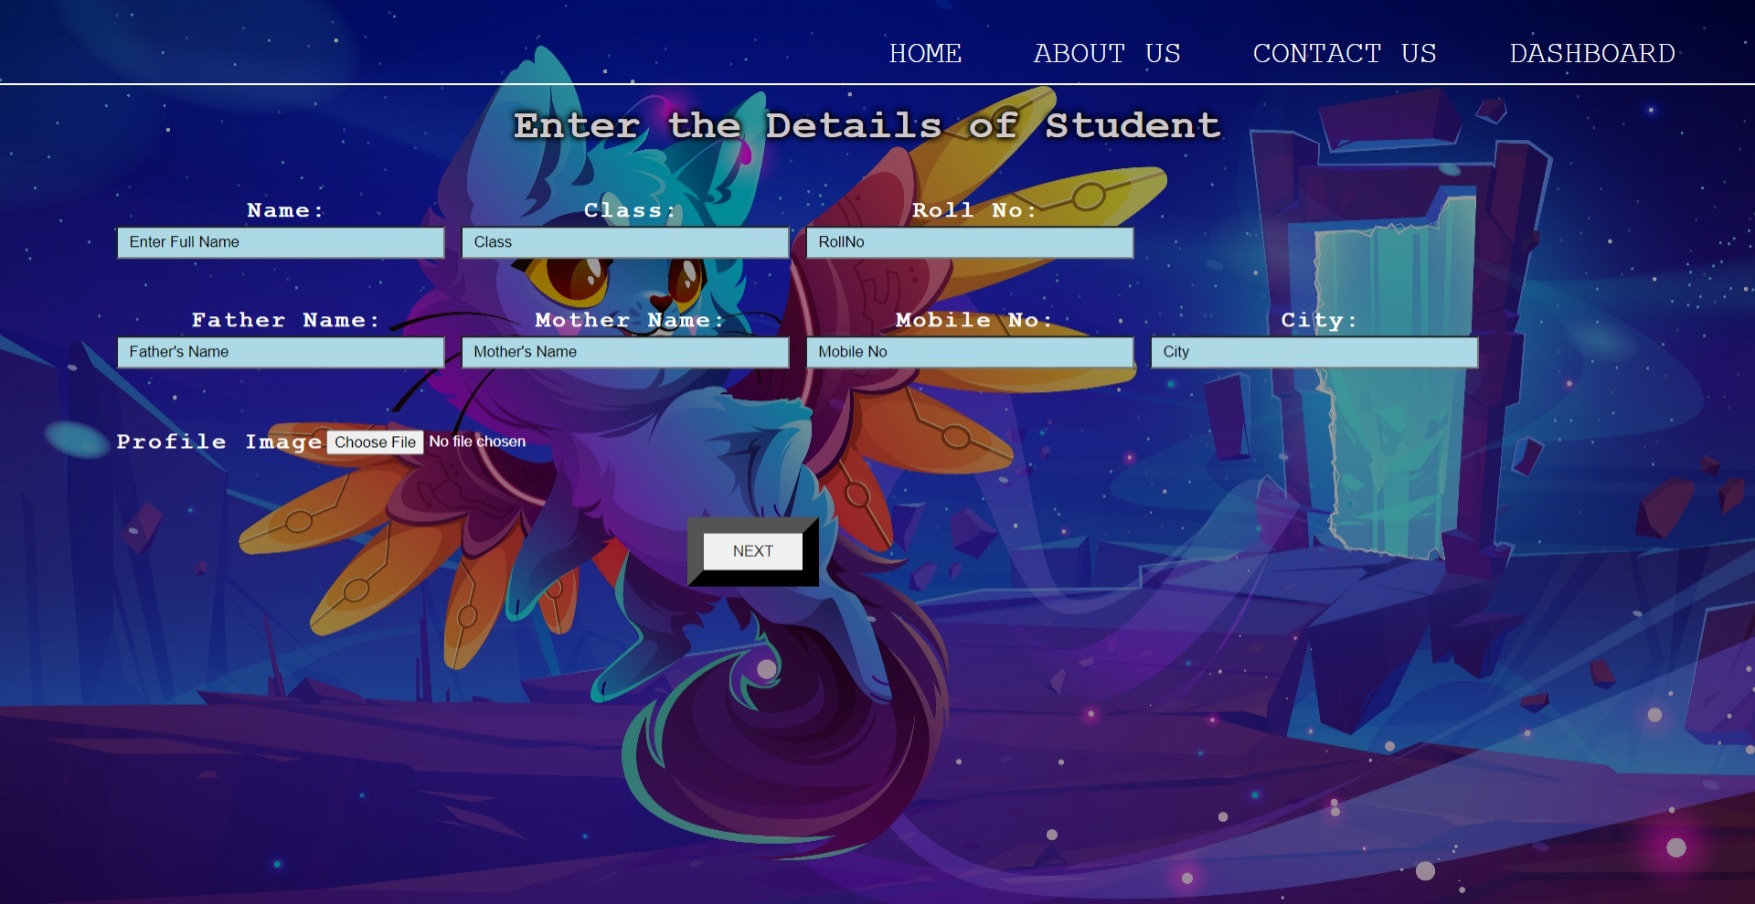 HOME ABOUT US CONTACT US DASHBOARD
Enter the Details of Student
Name: Class: Roll No:
Enter Full Name Class RollNo
Father Name: Mother Name: Mobile No: City:
Father's Name Mother's Name Mobile No City
Profile Image Choose File No file chosen
NEXT